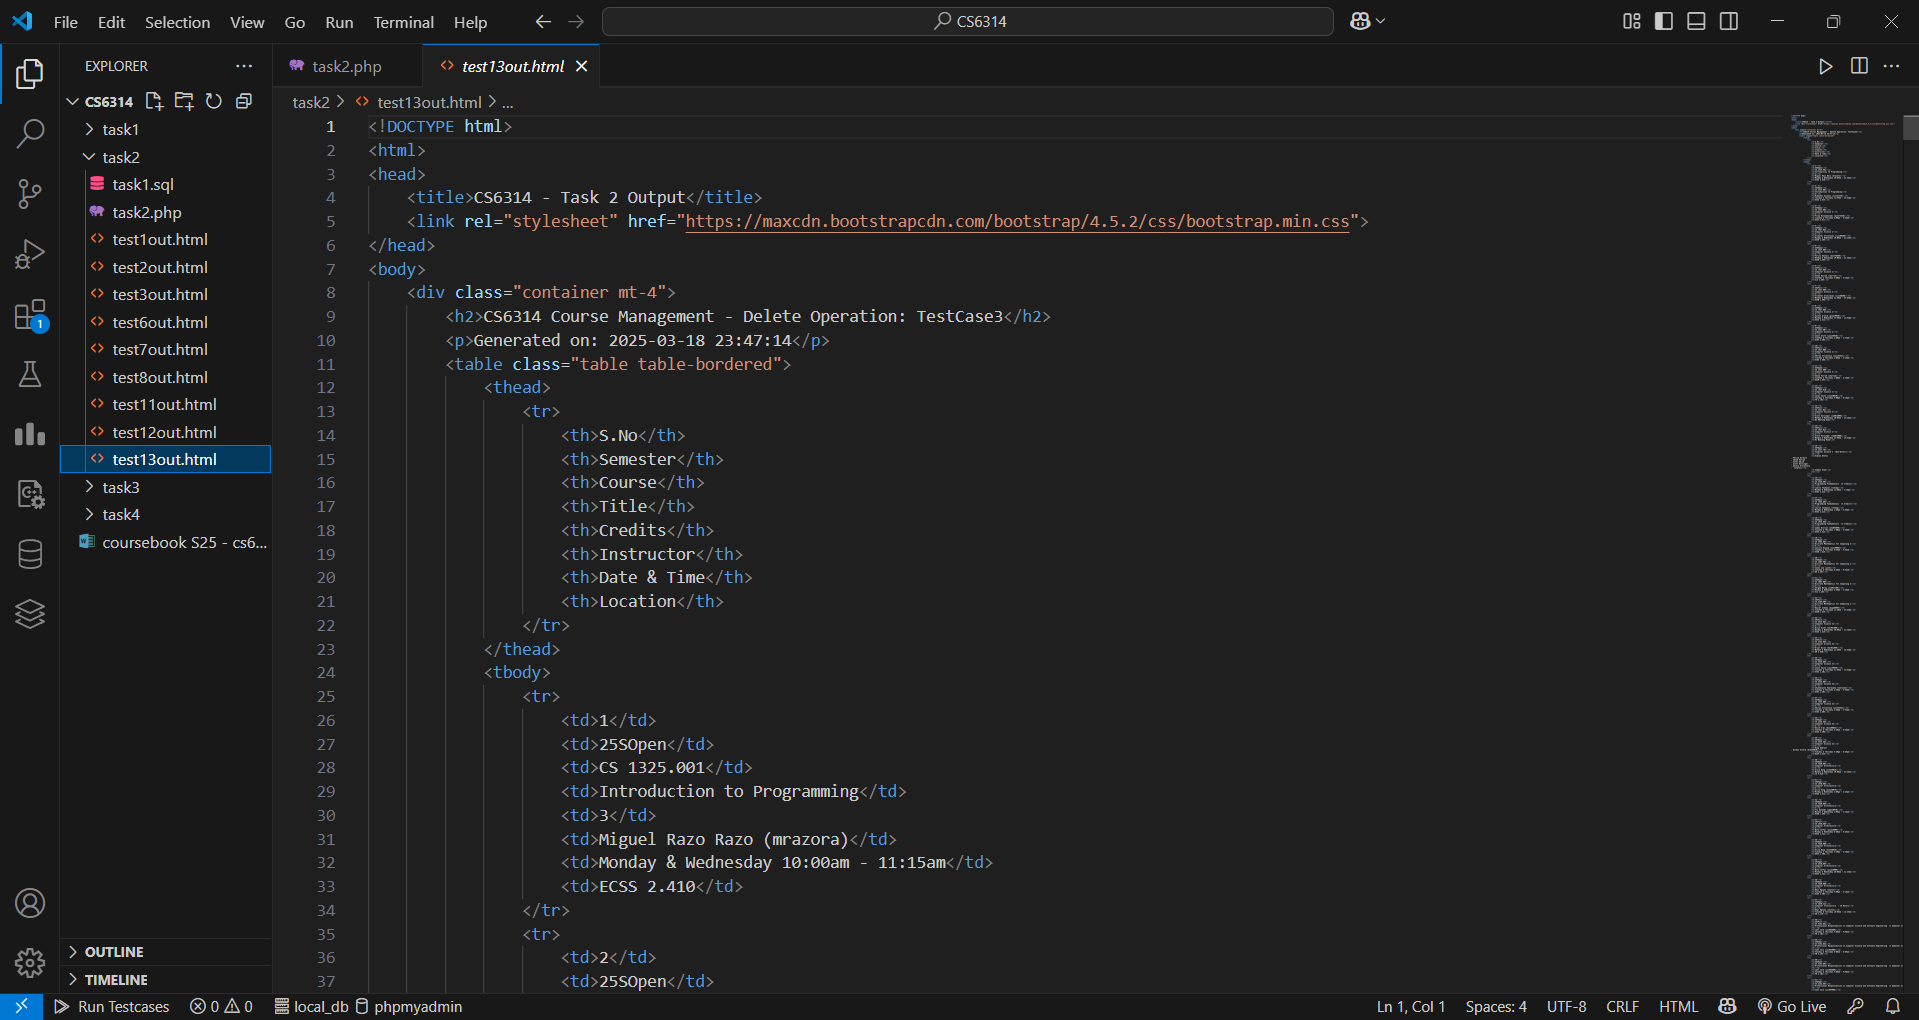 File Edit Selection View Go Run Terminal Help
CS6314
EXPLORER
CS6314
task1
task2
task1.sql
task2.php
test1out.html
test2out.html
test3out.html
test6out.html
test7out.html
test8out.html
test11out.html
test12out.html
test13out.html
task3
task4
coursebook S25 - cs6...
OUTLINE
TIMELINE
1
task2.php
test13out.html
task2 > test13out.html > ...
1 <!DOCTYPE html>
2 <html>
3 <head>
4 <title>CS6314 - Task 2 Output</title>
5 <link rel="stylesheet" href="https://maxcdn.bootstrapcdn.com/bootstrap/4.5.2/css/bootstrap.min.css">
6 </head>
7 <body>
8 <div class="container mt-4">
9 <h2>CS6314 Course Management - Delete Operation: TestCase3</h2>
10 <p>Generated on: 2025-03-18 23:47:14</p>
11 <table class="table table-bordered">
12 <thead>
13 <tr>
14 <th>S.No</th>
15 <th>Semester</th>
16 <th>Course</th>
17 <th>Title</th>
18 <th>Credits</th>
19 <th>Instructor</th>
20 <th>Date & Time</th>
21 <th>Location</th>
22 </tr>
23 </thead>
24 <tbody>
25 <tr>
26 <td>1</td>
27 <td>25SOpen</td>
28 <td>CS 1325.001</td>
29 <td>Introduction to Programming</td>
30 <td>3</td>
31 <td>Miguel Razo Razo (mrazora)</td>
32 <td>Monday & Wednesday 10:00am - 11:15am</td>
33 <td>ECSS 2.410</td>
34 </tr>
35 <tr>
36 <td>2</td>
37 <td>25SOpen</td>
Run Testcases 0 0 local_db phpmyadmin Ln 1, Col 1 Spaces: 4 UTF-8 CRLF HTML Go Live